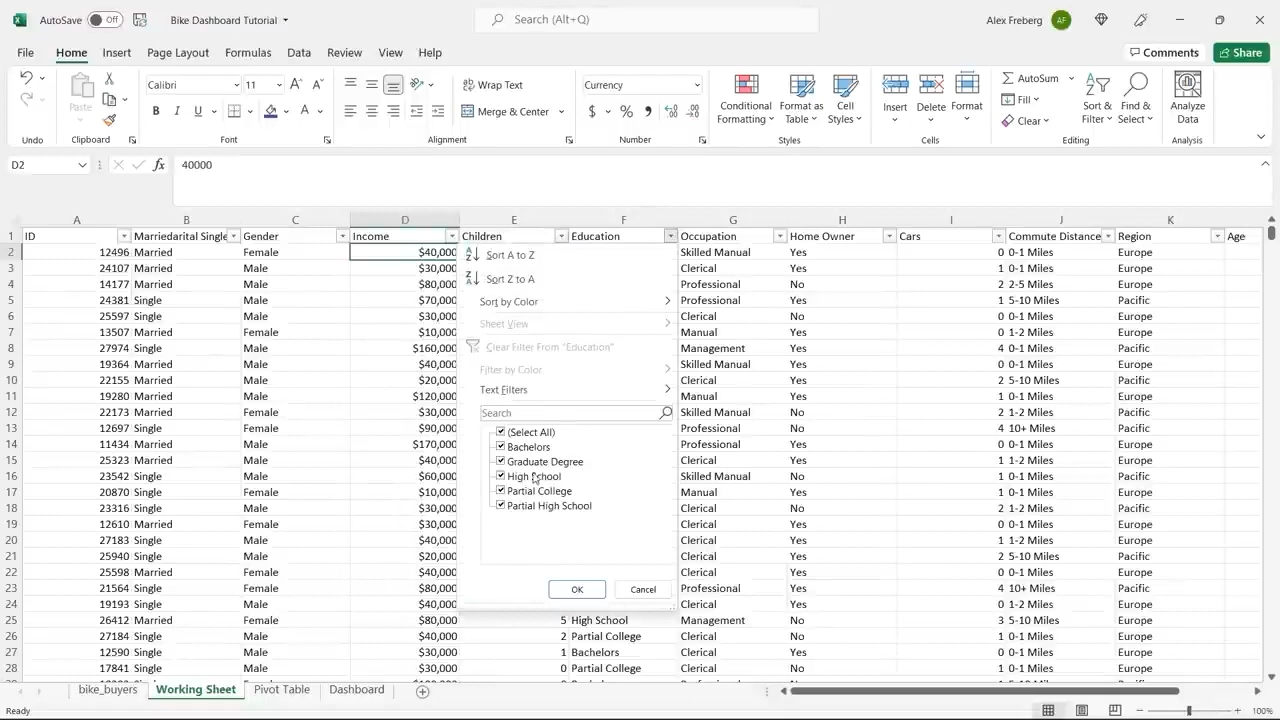 AutoSave Off Bike Dashboard Tutorial Search (Alt+Q) Alex Freberg AF
File Home Insert Page Layout Formulas Data Review View Help Comments Share
Calibri 11 Wrap Text Currency AutoSum
Paste B I U Merge & Center $ % Conditional Formatting Format as Table Cell Styles Insert Delete Format Fill Sort & Filter Find & Select Analyze Data
Clear
Undo Clipboard Font Alignment Number Styles Cells Editing Analysis
D2 fx 40000
A B C D E F G H I J K
1 ID Marriedarital Single Gender Income Children Education Occupation Home Owner Cars Commute Distance Region Age
2 12496 Married Female $40,000 Skilled Manual Yes 0 0-1 Miles Europe
3 24107 Married Male $30,000 Clerical Yes 1 0-1 Miles Europe
4 14177 Married Male $80,000 Professional No 2 2-5 Miles Europe
5 24381 Single Male $70,000 Professional Yes 1 5-10 Miles Pacific
6 25597 Single Male $30,000 Clerical No 0 0-1 Miles Europe
7 13507 Married Female $10,000 Manual Yes 0 1-2 Miles Europe
8 27974 Single Male $160,000 Management Yes 4 0-1 Miles Pacific
9 19364 Married Male $40,000 Skilled Manual Yes 0 0-1 Miles Europe
10 22155 Married Male $20,000 Clerical Yes 2 5-10 Miles Pacific
11 19280 Married Male $120,000 Manual Yes 1 0-1 Miles Europe
12 22173 Married Female $30,000 Skilled Manual No 2 1-2 Miles Pacific
13 12697 Single Female $90,000 Professional No 4 10+ Miles Pacific
14 11434 Married Male $170,000 Professional Yes 4 0-1 Miles Europe
15 25323 Married Male $40,000 Clerical Yes 1 1-2 Miles Europe
16 23542 Single Male $60,000 Skilled Manual No 1 0-1 Miles Pacific
17 20870 Single Female $10,000 Manual Yes 1 0-1 Miles Europe
18 23316 Single Male $30,000 Clerical No 2 1-2 Miles Pacific
19 12610 Married Female $30,000 Clerical Yes 0 0-1 Miles Europe
20 27183 Single Male $40,000 Clerical Yes 1 1-2 Miles Europe
21 25940 Single Male $20,000 Clerical Yes 2 5-10 Miles Pacific
22 25598 Married Female $40,000 Clerical Yes 0 0-1 Miles Europe
23 21564 Single Female $80,000 Professional Yes 4 10+ Miles Pacific
24 19193 Single Male $40,000 Clerical Yes 0 1-2 Miles Europe
25 26412 Married Female $80,000 5 High School Management No 3 5-10 Miles Europe
26 27184 Single Male $40,000 2 Partial College Clerical No 1 0-1 Miles Europe
27 12590 Single Male $30,000 1 Bachelors Clerical Yes 0 0-1 Miles Europe
28 17841 Single Male $30,000 0 Partial College Clerical No 1 0-1 Miles Europe
Sort A to Z
Sort Z to A
Sort by Color
Sheet View
Clear Filter From "Education"
Filter by Color
Text Filters
Search
(Select All)
Bachelors
Graduate Degree
High School
Partial College
Partial High School
OK Cancel
bike_buyers Working Sheet Pivot Table Dashboard
Ready 100%